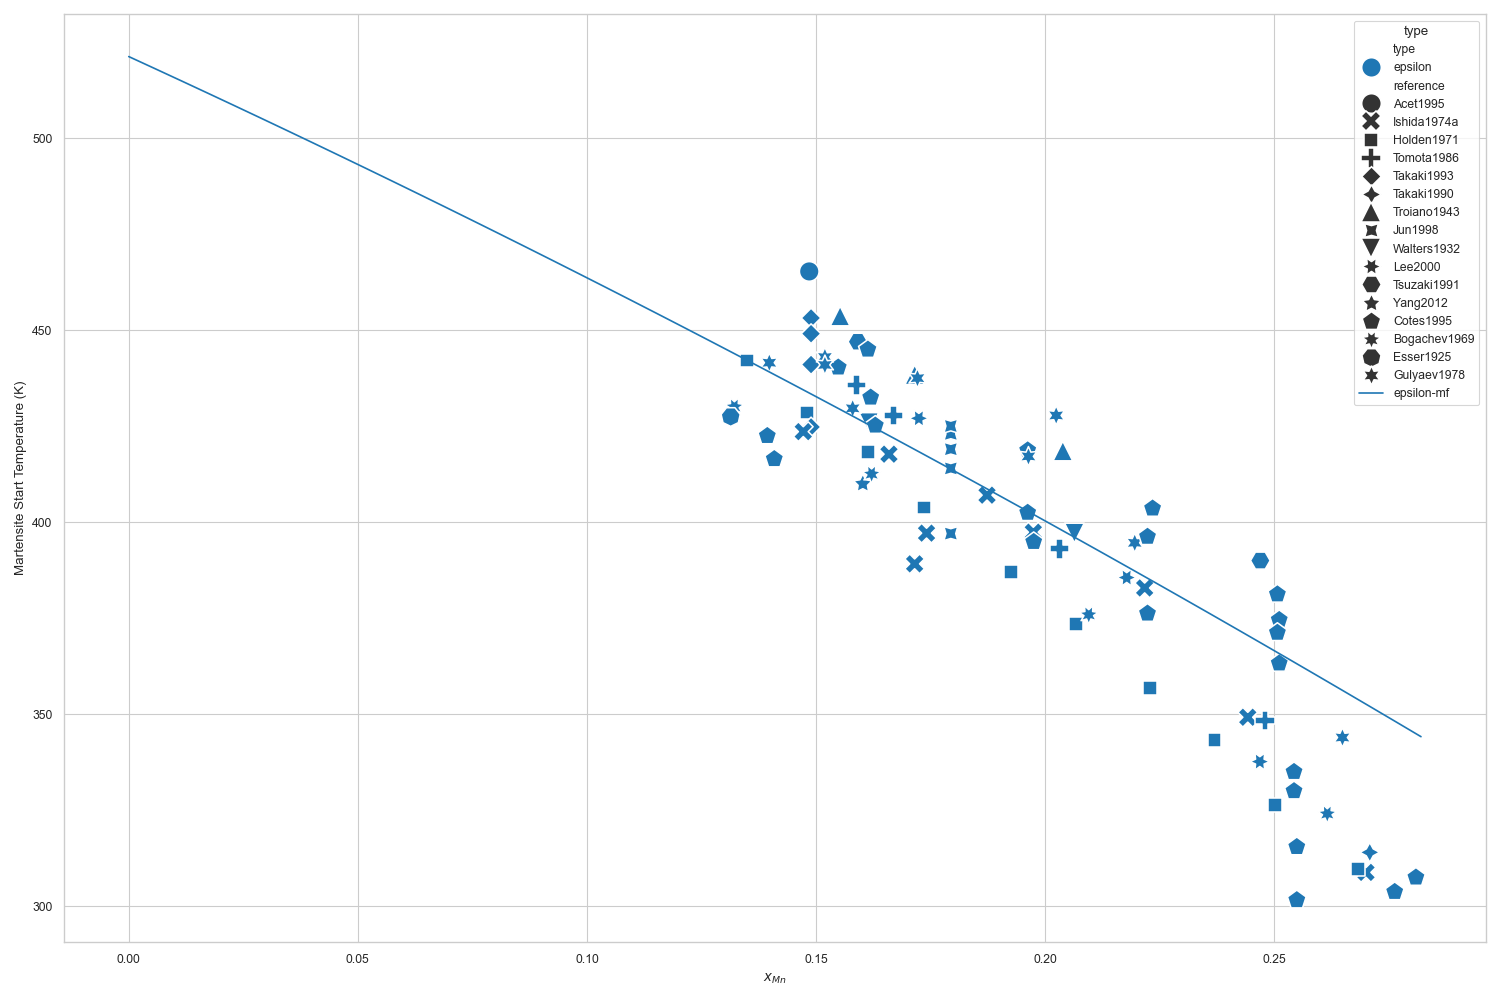 type
type
epsilon
reference
Acet1995
Ishida1974a
Holden1971
Tomota1986
Takaki1993
Takaki1990
Troiano1943
Jun1998
Walters1932
Lee2000
Tsuzaki1991
Yang2012
Cotes1995
Bogachev1969
Esser1925
Gulyaev1978
epsilon-mf
Martensite Start Temperature (K)
500
450
400
350
300
0.00 0.05 0.10 0.15 0.20 0.25
x_{Mn}